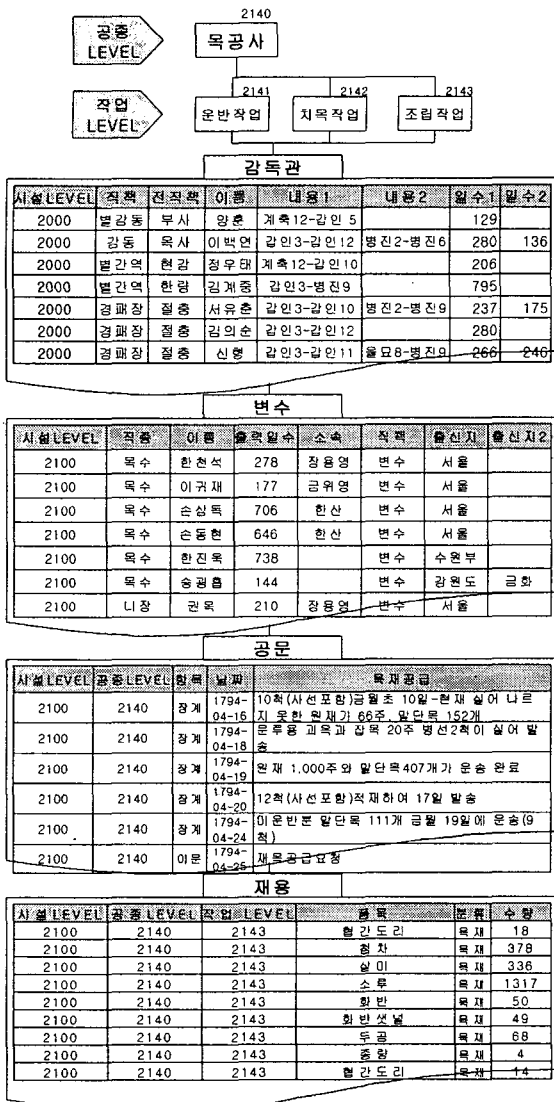 2140
공종
LEVEL
목공사
2141 2142 2143
작업
LEVEL
운반작업 치목작업 조립작업
감독관
시설LEVEL 직책 전직책 이름 내용1 내용2 일수1 일수2
2000 별감동 부사 양훈 계축12-갑인5 129
2000 감동 목사 이백연 갑인3-갑인12 병진2-병진6 280 136
2000 별간역 현감 정우태 계축12-갑인10 206
2000 별간역 한량 김계중 갑인3-병진9 795
2000 경패장 절충 서유춘 갑인3-갑인10 병진2-병진9 237 175
2000 경패장 절충 김의순 갑인3-갑인12 280
2000 경패장 절충 신형 갑인3-갑인11 을묘8-병진9 266 246
변수
시설LEVEL 직종 이름 출력일수 소속 직책 출신지 출신지2
2100 목수 한천석 278 장용영 변수 서울
2100 목수 이귀재 177 금위영 변수 서울
2100 목수 손상득 706 한산 변수 서울
2100 목수 손동현 646 한산 변수 서울
2100 목수 한진욱 738 변수 수원부
2100 목수 숭굉흡 144 변수 강원도 금화
2100 니장 권옥 210 장용영 변수 서울
공문
시설LEVEL 공종LEVEL 항목 날짜 목재공급
2100 2140 장계 1794-04-16 10척(사선포함)금월초 10일-현재 실어 나르지 못한 원재가 66주, 말단목 152개
2100 2140 장계 1794-04-18 문루용 괴목과 잡목 20주 병선2척이 실어 발송
2100 2140 장계 1794-04-19 원재 1,000주와 말단목407개가 운송 완료
2100 2140 장계 1794-04-20 12척(사선포함)적재하여 17일 발송
2100 2140 장계 1794-04-24 미운반분 말단목 111개 금월 19일에 운송(9척)
2100 2140 이문 1794-04-25 재목공급요청
재용
시설LEVEL 공종LEVEL 작업 LEVEL 품목 분류 수량
2100 2140 2143 협간도리 목재 18
2100 2140 2143 첨차 목재 378
2100 2140 2143 살미 목재 336
2100 2140 2143 소루 목재 1317
2100 2140 2143 화반 목재 50
2100 2140 2143 화반샛널 목재 49
2100 2140 2143 두공 목재 68
2100 2140 2143 종량 목재 4
2100 2140 2143 협간도리 목재 14